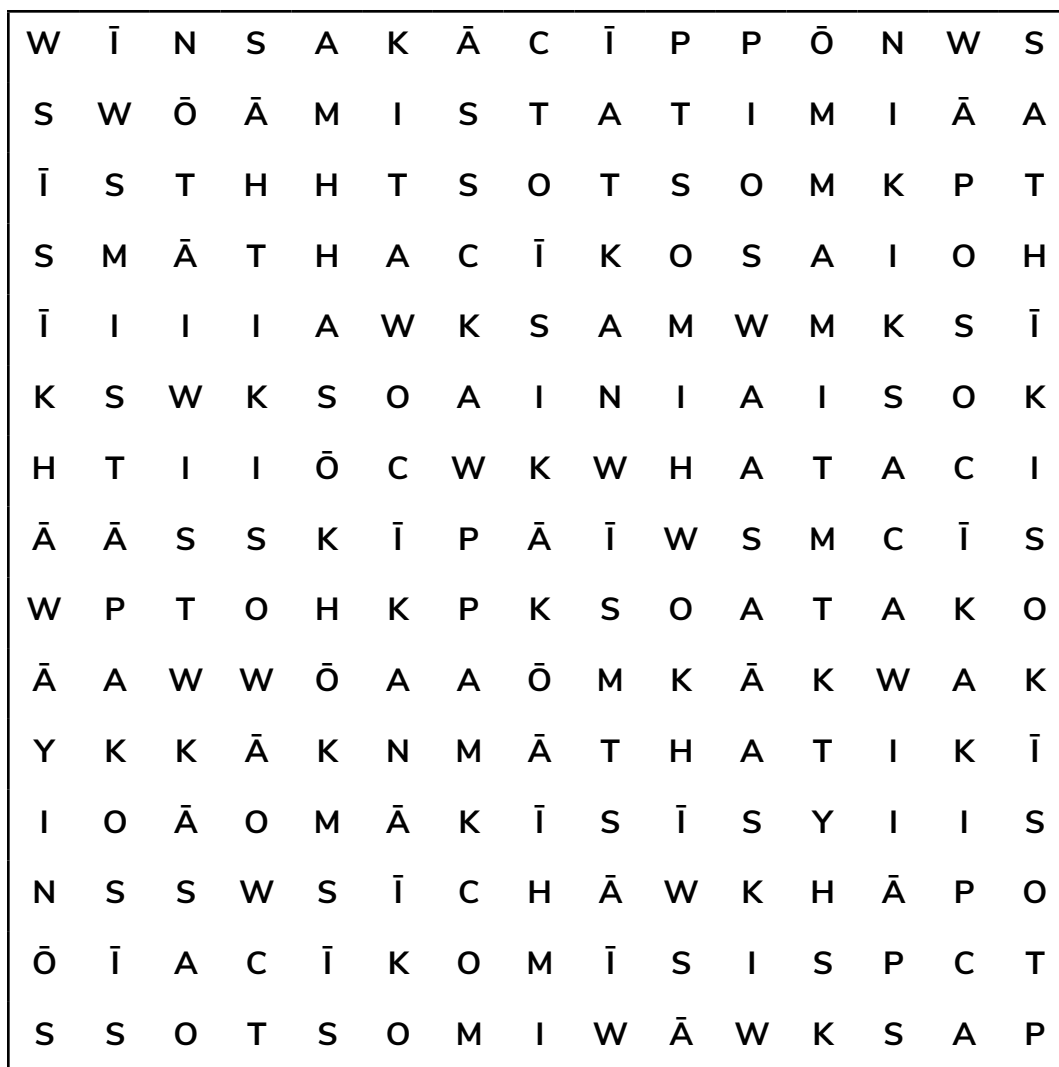 W Ī N S A K Ā C Ī P P Ō N W S
S W Ō Ā M I S T A T I M I Ā A
Ī S T H H T S O T S O M K P T
S M Ā T H A C Ī K O S A I O H
Ī I I I A W K S A M W M K S Ī
K S W K S O A I N I A I S O K
H T I I Ō C W K W H A T A C I
Ā Ā S S K Ī P Ā Ī W S M C Ī S
W P T O H K P K S O A T A K O
Ā A W W Ō A A Ō M K Ā K W A K
Y K K Ā K N M Ā T H A T I K Ī
I O Ā O M Ā K Ī S Ī S Y I I S
N S S W S Ī C H Ā W K H Ā P O
Ō Ī A C Ī K O M Ī S I S P C T
S S O T S O M I W Ā W K S A P